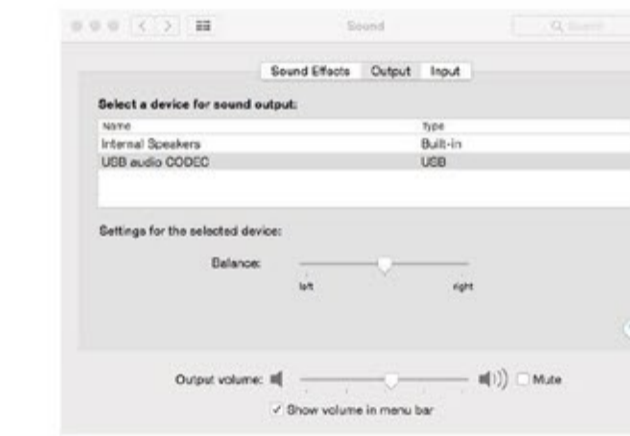 Sound
Search
Sound Effects Output Input
Select a device for sound output:
Name Type
Internal Speakers Built-in
USB audio CODEC USB
Settings for the selected device:
Balance:
left right
Output volume: Mute
Show volume in menu bar